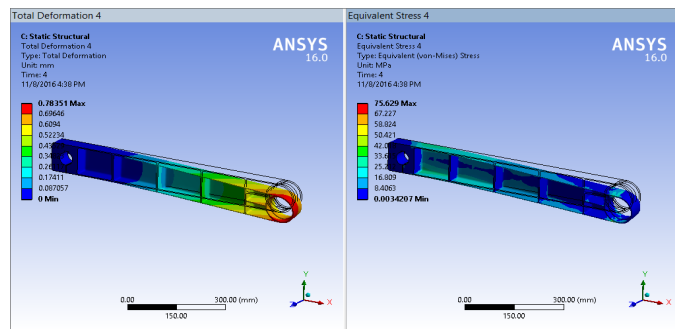 Total Deformation 4
C: Static Structural
Total Deformation 4
Type: Total Deformation
Unit: mm
Time: 4
11/8/2016 4:38 PM
ANSYS
16.0
0.78351 Max
0.69646
0.6094
0.52234
0.17411
0.087057
0 Min
0.00
300.00 (mm)
150.00
Y
Z
X
Equivalent Stress 4
C: Static Structural
Equivalent Stress 4
Type: Equivalent (von-Mises) Stress
Unit: MPa
Time: 4
11/8/2016 4:38 PM
ANSYS
16.0
75.629 Max
67.227
58.824
50.421
16.809
8.4063
0.0034207 Min
0.00
300.00 (mm)
150.00
Y
Z
X